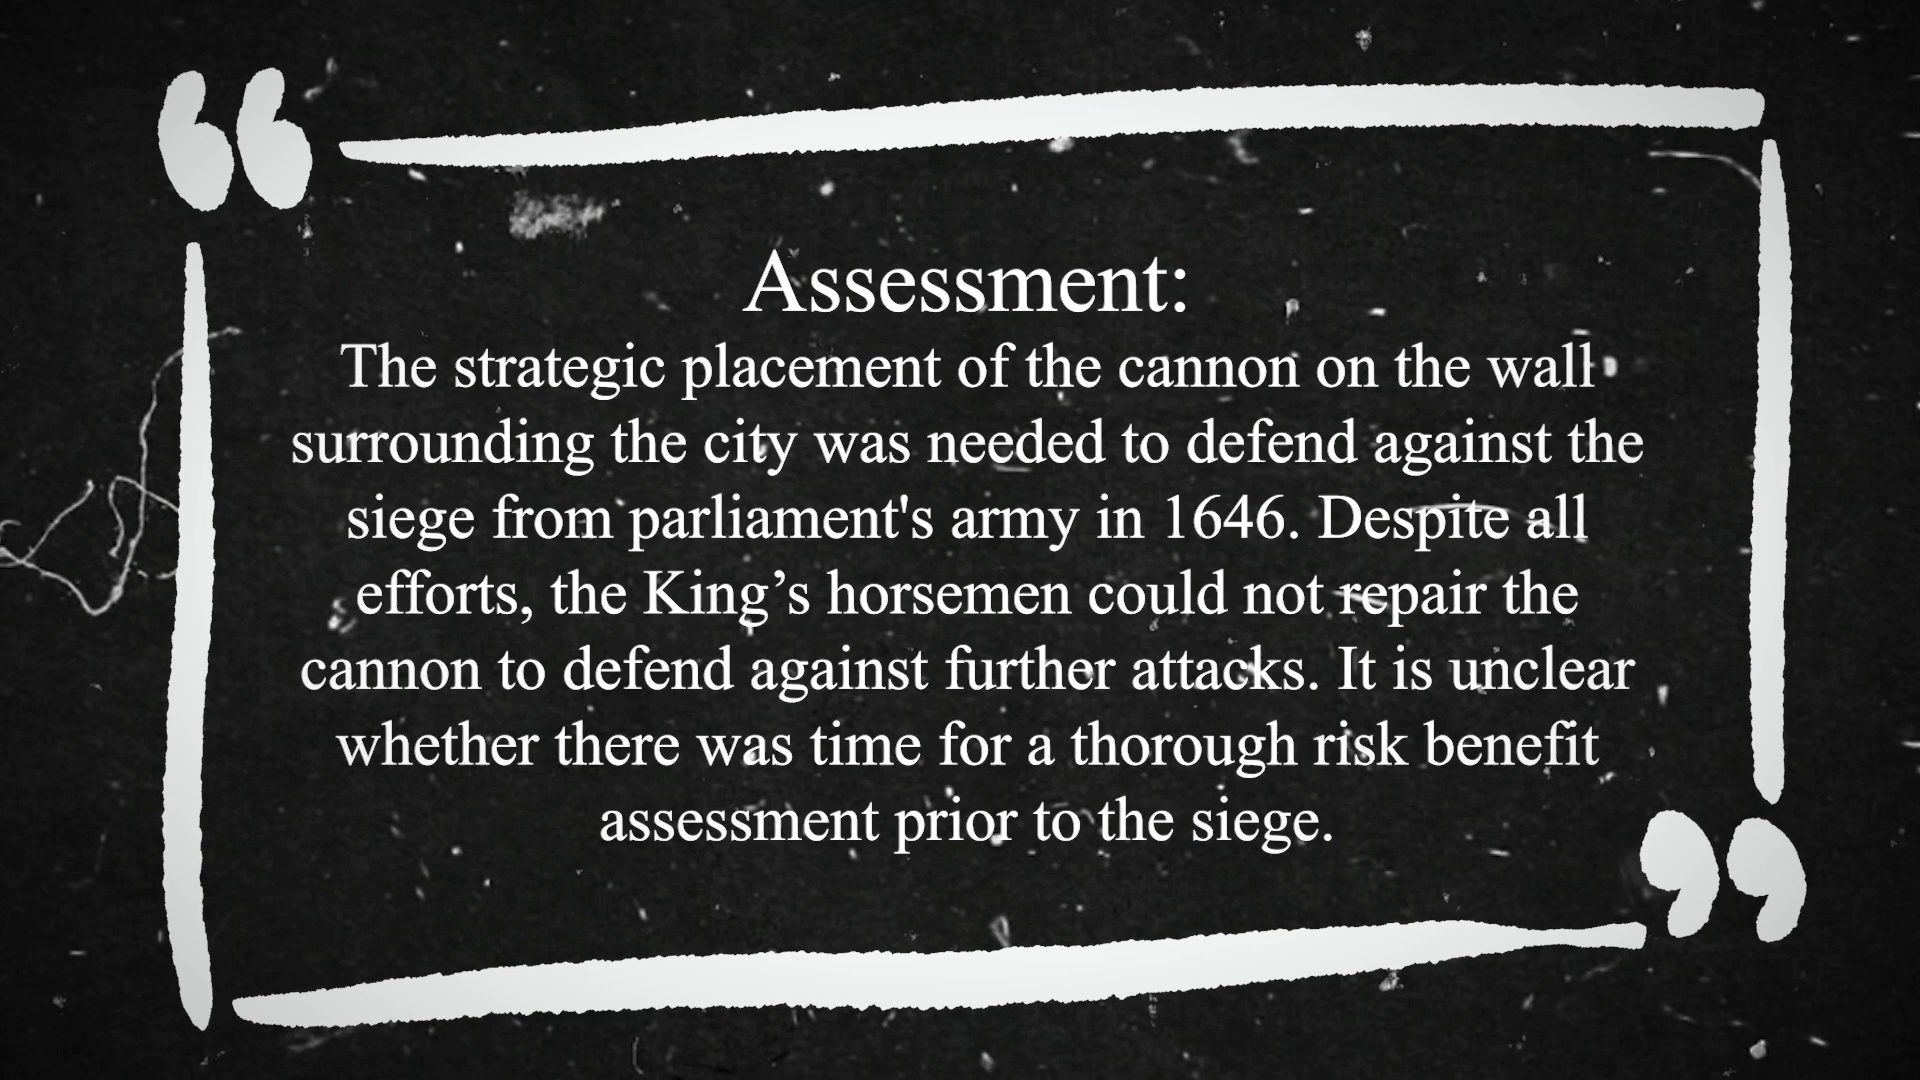 Assessment:
The strategic placement of the cannon on the wall
surrounding the city was needed to defend against the
siege from parliament's army in 1646. Despite all
efforts, the King’s horsemen could not repair the
cannon to defend against further attacks. It is unclear
whether there was time for a thorough risk benefit
assessment prior to the siege.